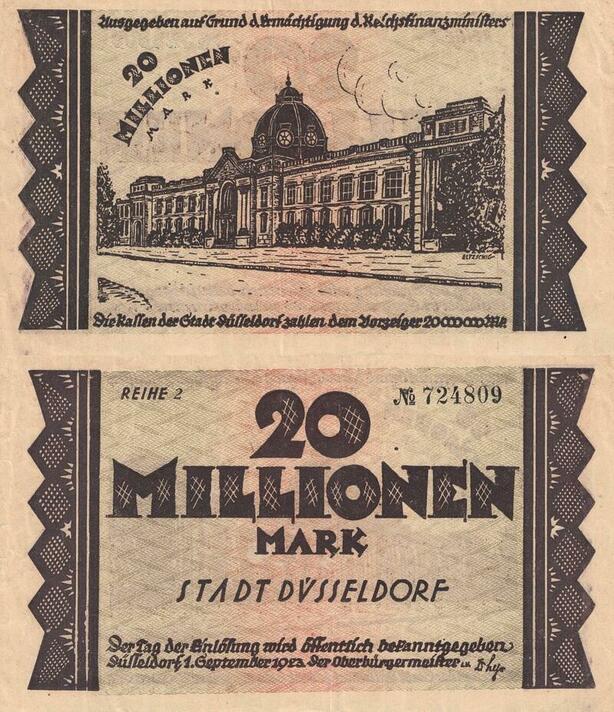 Ausgegeben auf Grund d. Ermächtigung d. Reichsfinanzministers
20
MILLIONEN
MARK
Die Kassen der Stadt Düsseldorf zahlen dem Vorzeiger 20000000 Mk
REIHE 2
№ 724809
20
MILLIONEN
MARK
STADT DÜSSELDORF
Der Tag der Einlösung wird öffentlich bekanntgegeben
Düsseldorf 1. September 1923. Der Oberbürgermeister i.V.